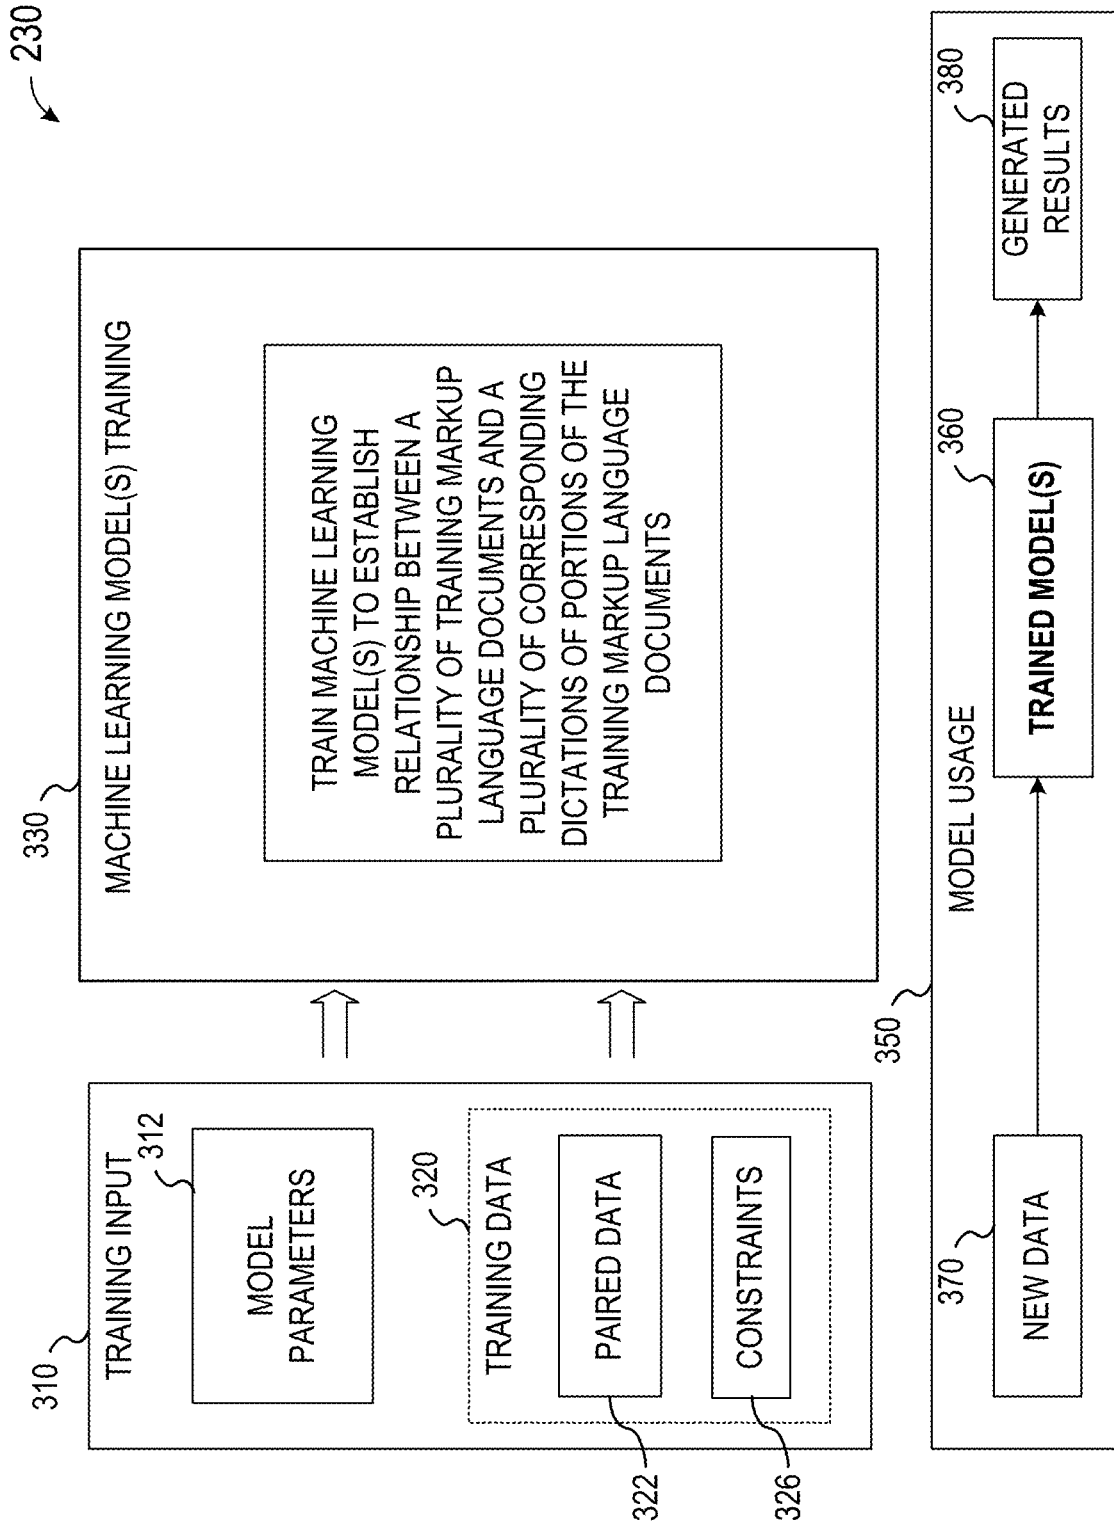 230
310
TRAINING INPUT
312
MODEL
PARAMETERS
320
TRAINING DATA
PAIRED DATA
322
CONSTRAINTS
326
330
MACHINE LEARNING MODEL(S) TRAINING
TRAIN MACHINE LEARNING
MODEL(S) TO ESTABLISH
RELATIONSHIP BETWEEN A
PLURALITY OF TRAINING MARKUP
LANGUAGE DOCUMENTS AND A
PLURALITY OF CORRESPONDING
DICTATIONS OF PORTIONS OF THE
TRAINING MARKUP LANGUAGE
DOCUMENTS
350
MODEL USAGE
370
NEW DATA
360
TRAINED MODEL(S)
380
GENERATED
RESULTS